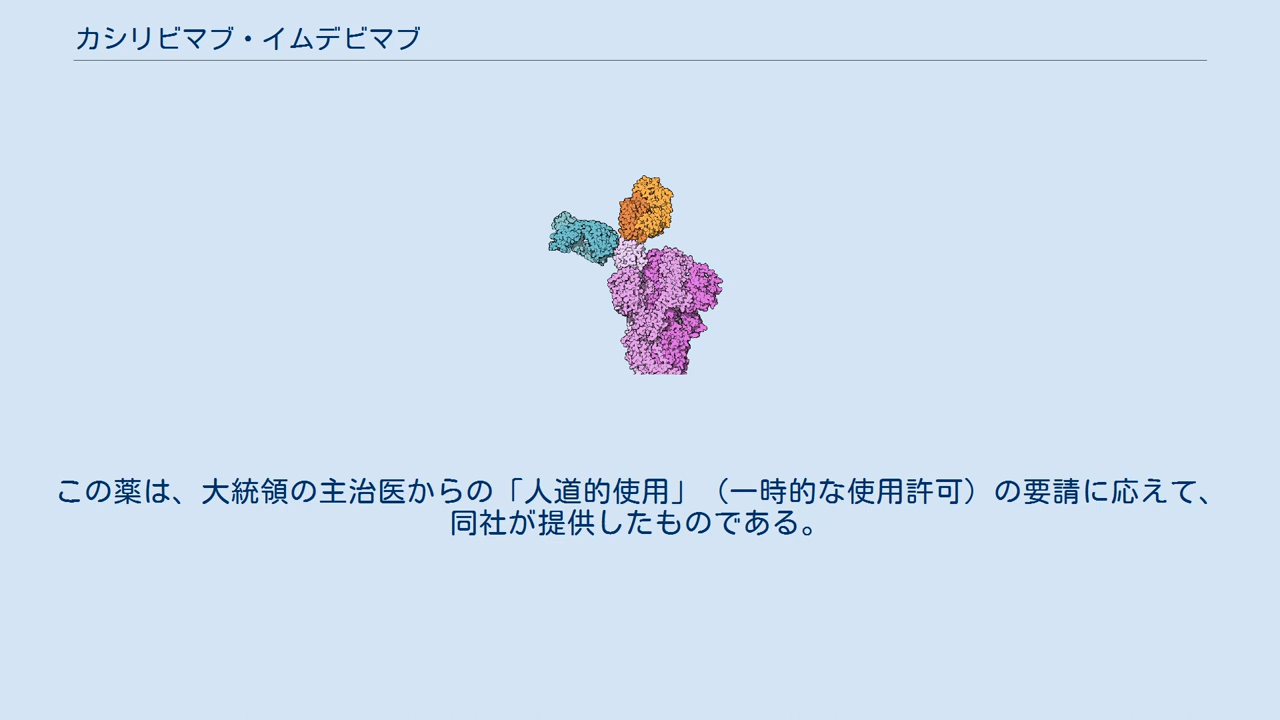 カシリビマブ・イムデビマブ
この薬は、大統領の主治医からの「人道的使用」（一時的な使用許可）の要請に応えて、
同社が提供したものである。